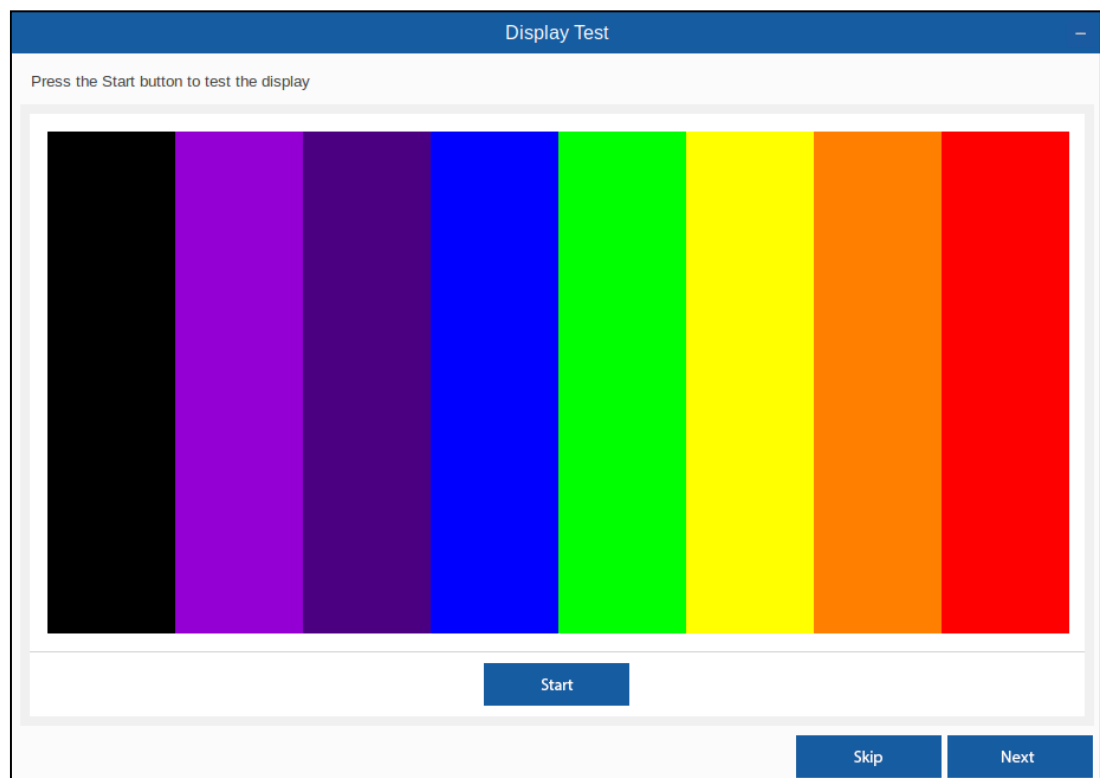 Display Test
Press the Start button to test the display
Start
Skip
Next